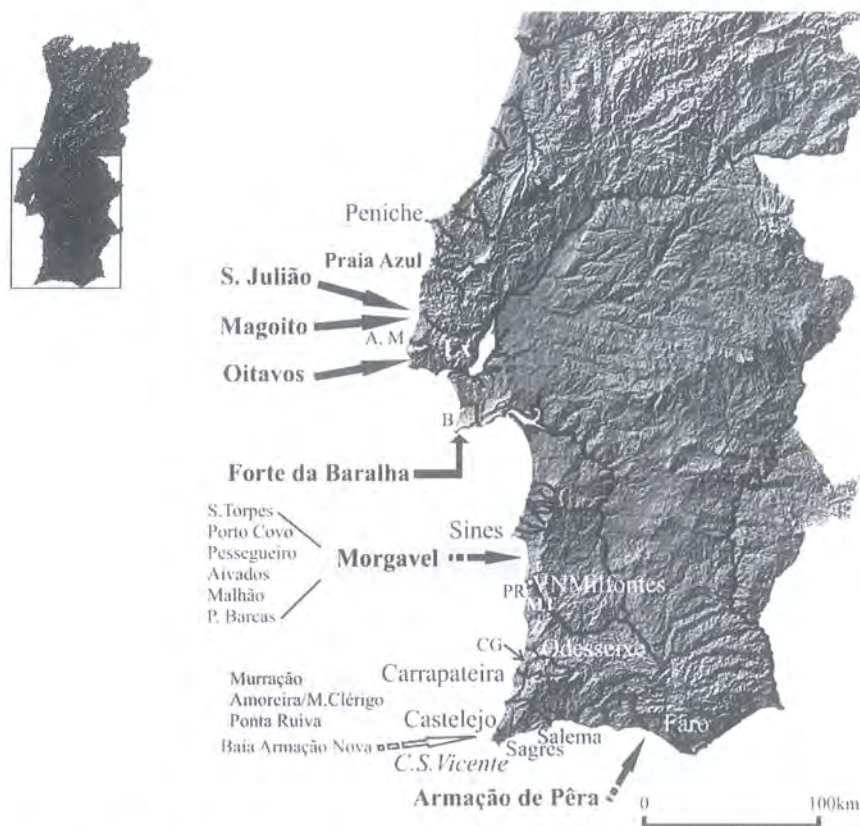 Peniche
Praia Azul
S. Julião
Magoito
A. M.
Lx
Oitavos
B
Forte da Baralha
S.Torpes
Porto Covo
Sines
Pessegueiro
Morgavel
Aivados
VNMilfontes
PR
Malhão
P. Barcas
CG
Odesseixe
Murração
Carrapateira
Amoreira/M.Clérigo
Ponta Ruiva
Castelejo
Faro
Baía Armação Nova
Salema
Sagres
C.S.Vicente
Armação de Pêra
0 100km